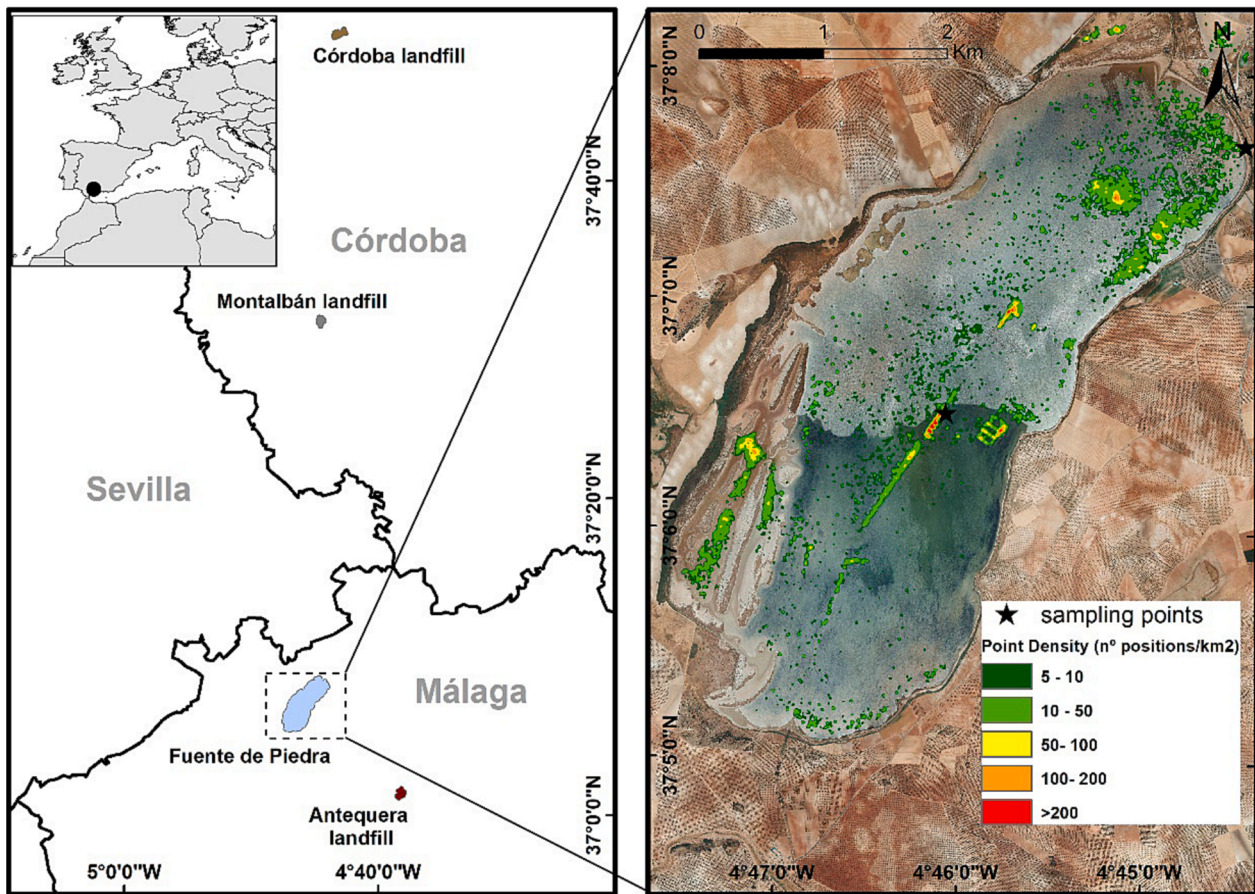 Córdoba landfill
Córdoba
Montalbán landfill
Sevilla
Málaga
Fuente de Piedra
Antequera
landfill
5°0'0"W
4°40'0"W
37°40'0"N
37°20'0"N
37°0'0"N
0 1 2
Km
N
37°8'0"N
37°7'0"N
37°6'0"N
37°5'0"N
4°47'0"W
4°46'0"W
4°45'0"W
sampling points
Point Density (nº positions/km2)
5 - 10
10 - 50
50- 100
100- 200
>200